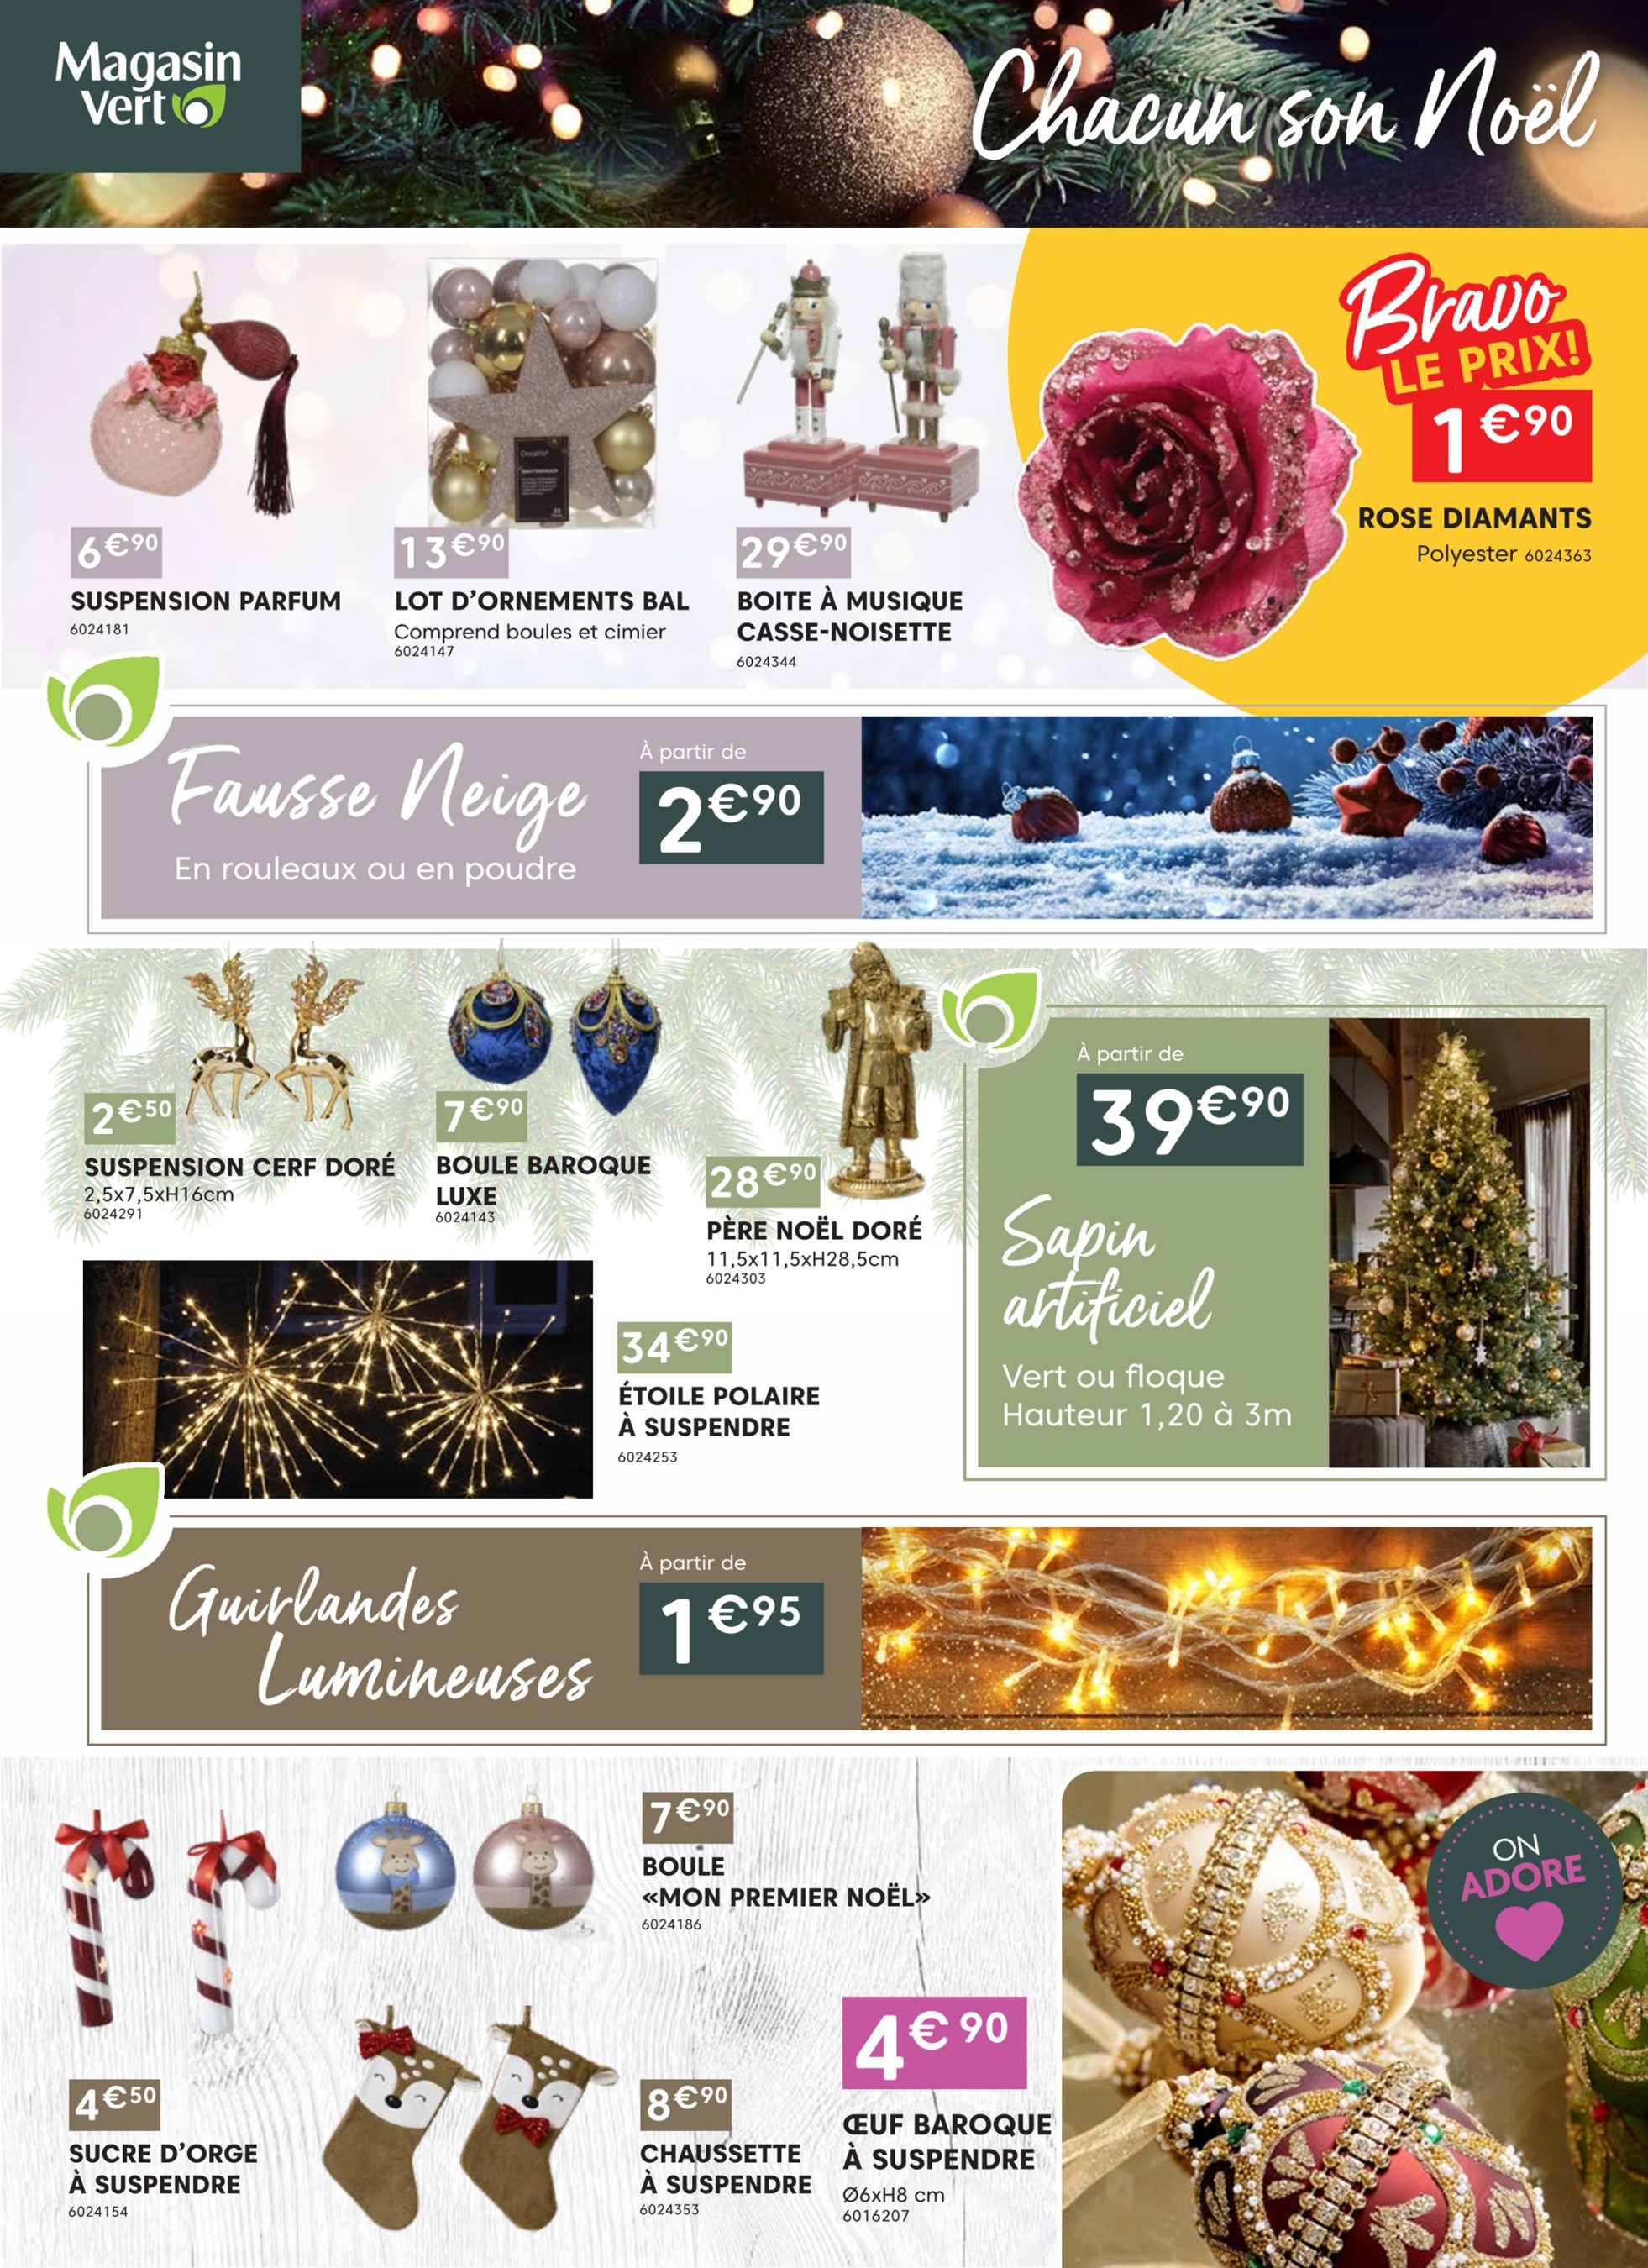 Magasin
Vert
Chacun son Noël
Bravo
LE PRIX!
1€90
ROSE DIAMANTS
Polyester 6024363
6€90
SUSPENSION PARFUM
6024181
13€90
LOT D'ORNEMENTS BAL
Comprend boules et cimier
6024147
29€90
BOITE À MUSIQUE
CASSE-NOISETTE
6024344
Fausse Neige
En rouleaux ou en poudre
À partir de
2€90
2€50
SUSPENSION CERF DORÉ
2,5x7,5xH16cm
6024291
7€90
BOULE BAROQUE
LUXE
6024143
28€90
PÈRE NOËL DORÉ
11,5x11,5xH28,5cm
6024303
34€90
ÉTOILE POLAIRE
À SUSPENDRE
6024253
À partir de
39€90
Sapin
artificiel
Vert ou floque
Hauteur 1,20 à 3m
Guirlandes
Lumineuses
À partir de
1€95
7€90
BOULE
«MON PREMIER NOËL»
6024186
4€50
SUCRE D'ORGE
À SUSPENDRE
6024154
8€90
CHAUSSETTE
À SUSPENDRE
6024353
4€90
ŒUF BAROQUE
À SUSPENDRE
Ø6xH8 cm
6016207
ON
ADORE